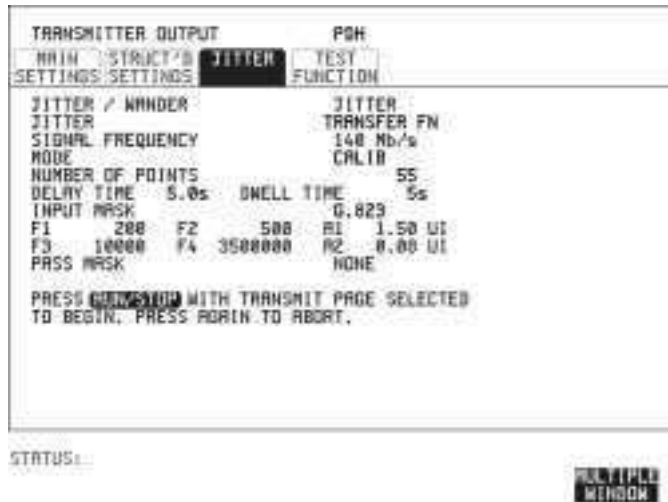 TRANSMITTER OUTPUT PDH
MAIN SETTINGS STRUCT'D SETTINGS JITTER TEST FUNCTION
JITTER / WANDER JITTER
JITTER TRANSFER FN
SIGNAL FREQUENCY 140 Mb/s
MODE CALIB
NUMBER OF POINTS 55
DELAY TIME 5.0s DWELL TIME 5s
INPUT MASK G.823
F1 200 F2 500 A1 1.50 UI
F3 10000 F4 3500000 A2 0.08 UI
PASS MASK NONE
PRESS RUN/STOP WITH TRANSMIT PAGE SELECTED
TO BEGIN. PRESS AGAIN TO ABORT.
STATUS:
MULTIPLE
WINDOW